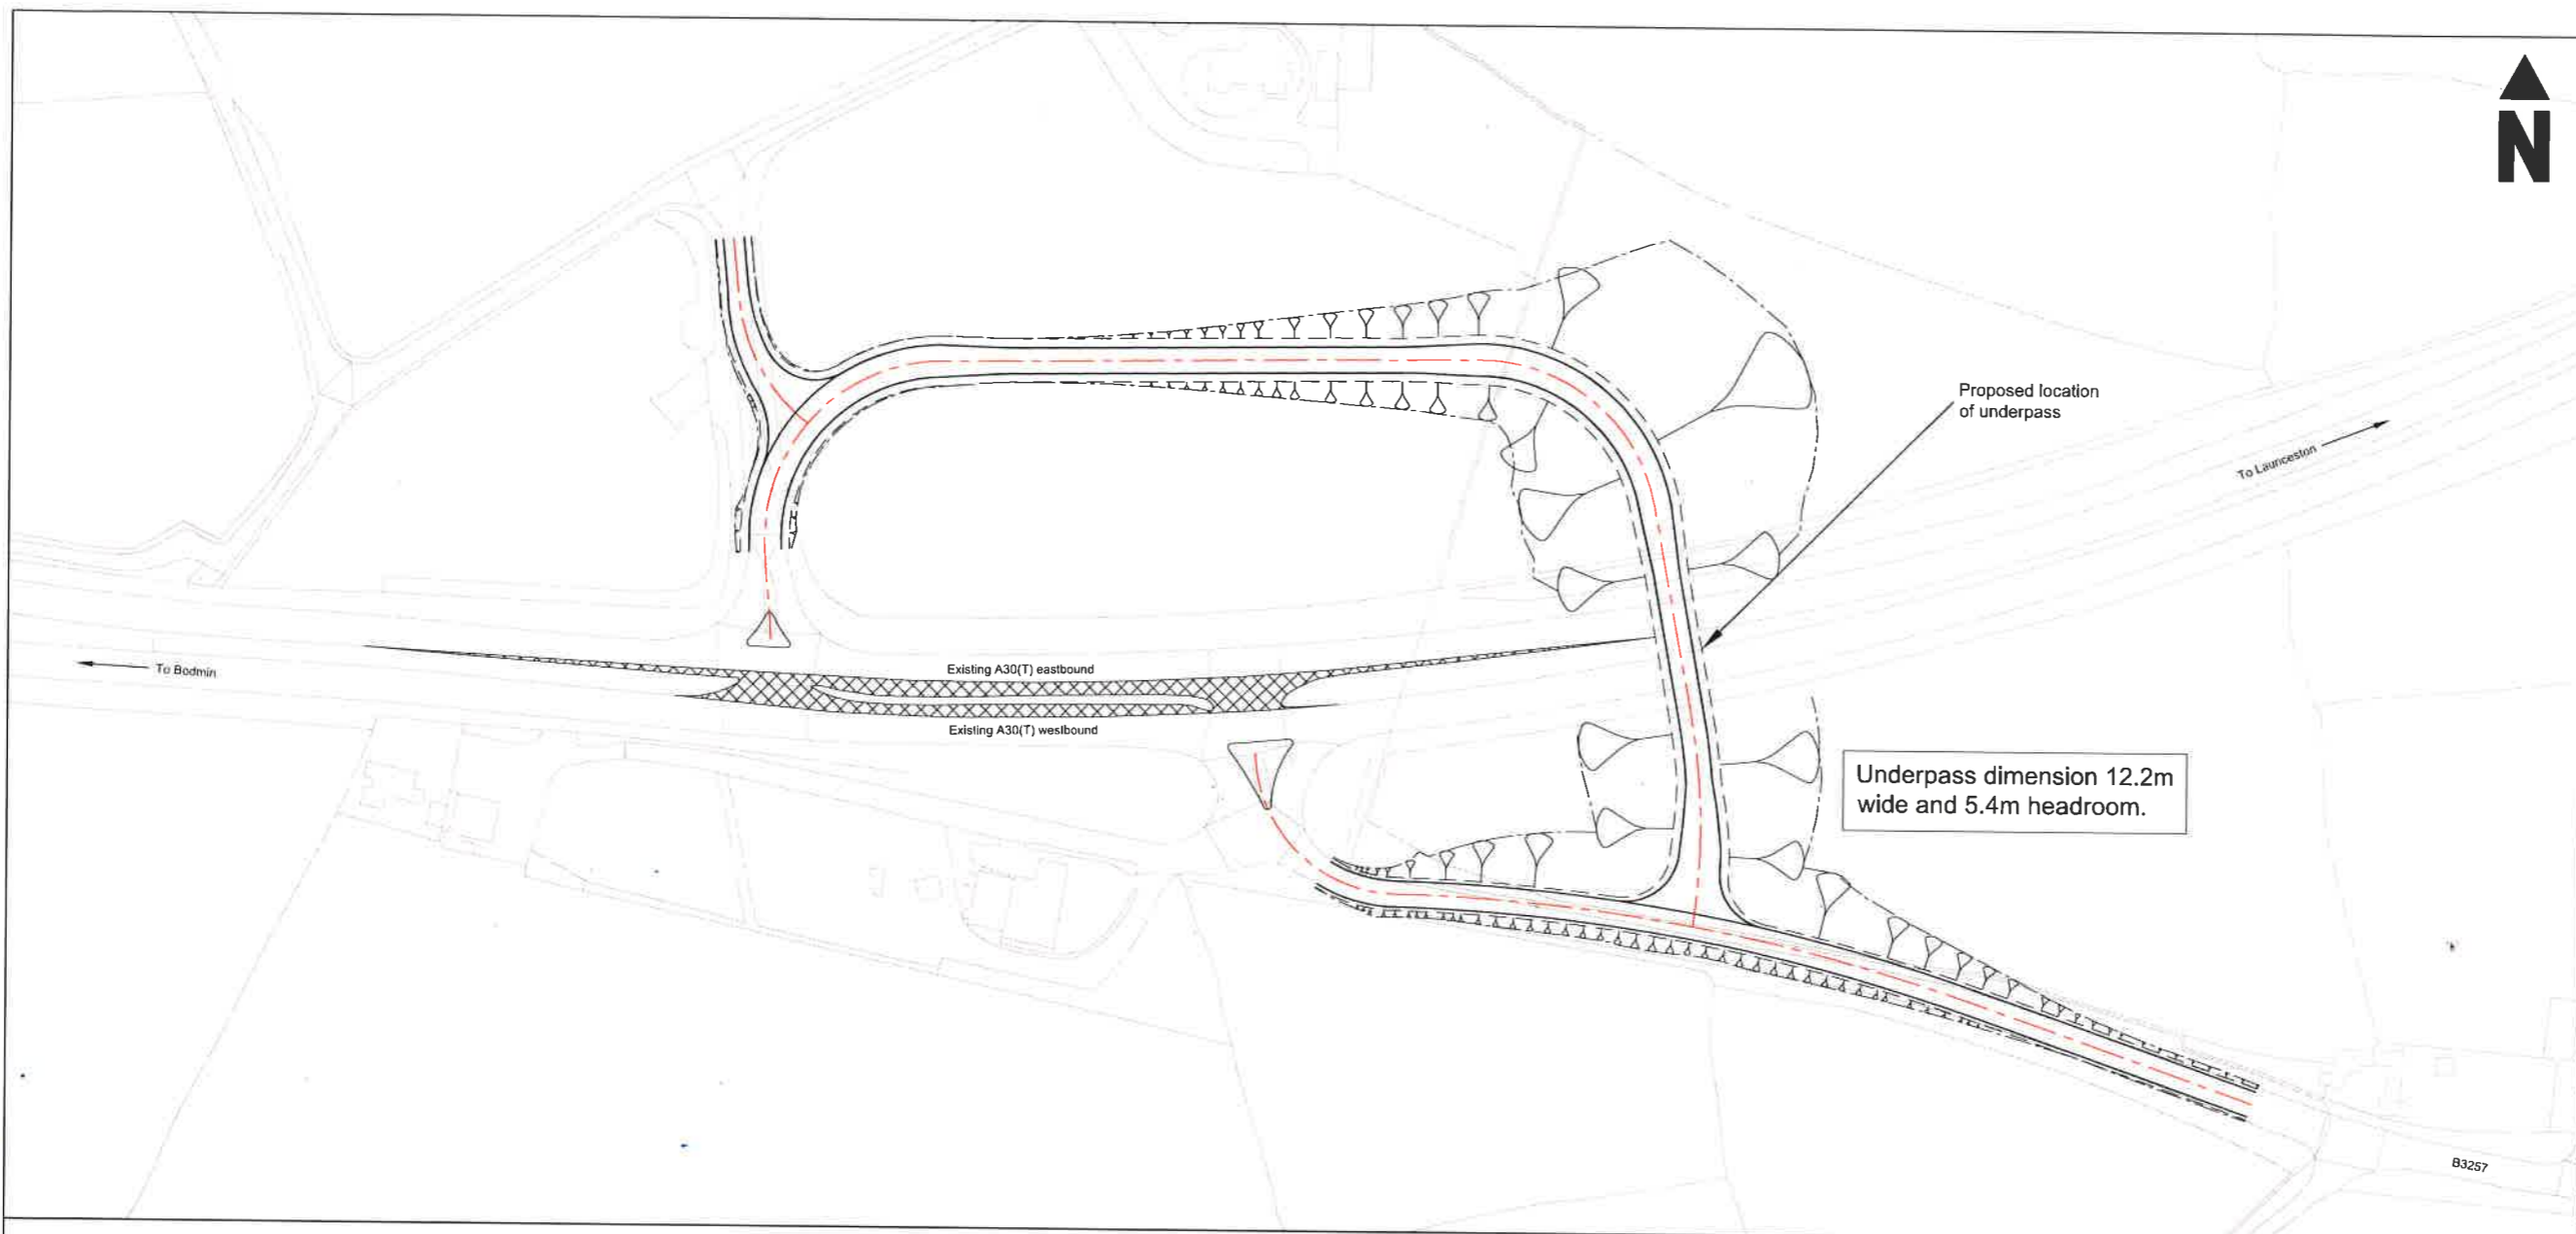 N
Proposed location
of underpass
To Launceston
To Bodmin
Existing A30(T) eastbound
Existing A30(T) westbound
Underpass dimension 12.2m
wide and 5.4m headroom.
B3257